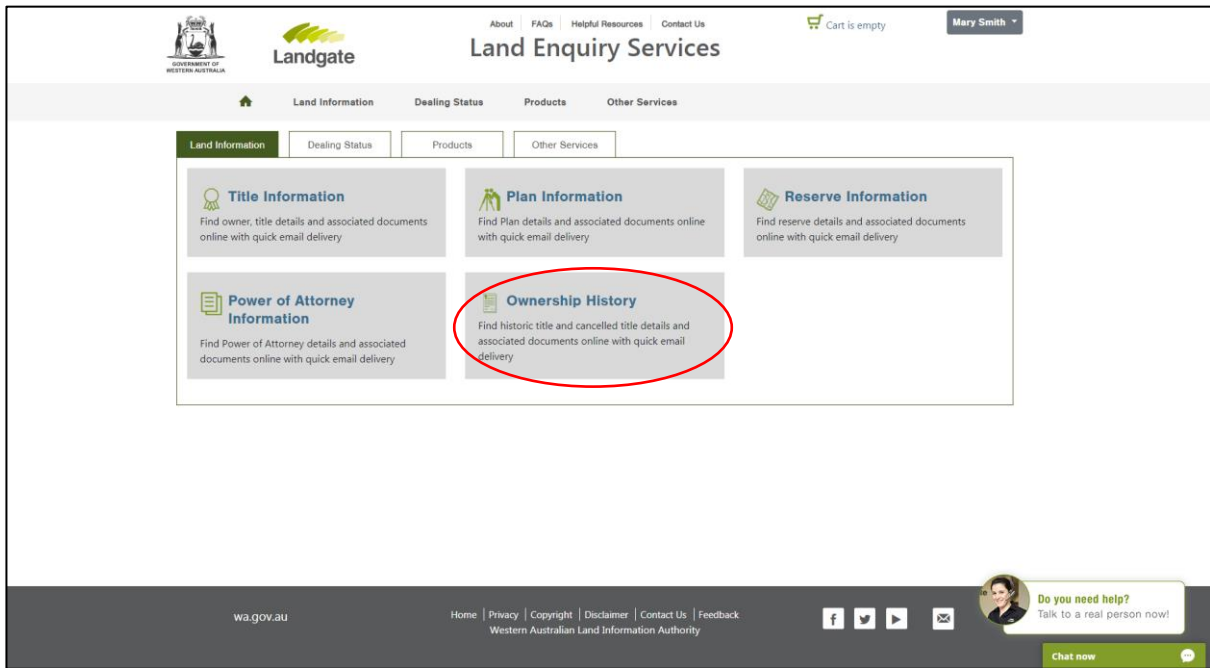 GOVERNMENT OF
WESTERN AUSTRALIA
Landgate
About FAQs Helpful Resources Contact Us
Land Enquiry Services
Cart is empty
Mary Smith
Land Information Dealing Status Products Other Services
Land Information Dealing Status Products Other Services
Title Information
Find owner, title details and associated documents
online with quick email delivery
Plan Information
Find Plan details and associated documents online
with quick email delivery
Reserve Information
Find reserve details and associated documents
online with quick email delivery
Power of Attorney
Information
Find Power of Attorney details and associated
documents online with quick email delivery
Ownership History
Find historic title and cancelled title details and
associated documents online with quick email
delivery
wa.gov.au
Home | Privacy | Copyright | Disclaimer | Contact Us | Feedback
Western Australian Land Information Authority
Do you need help?
Talk to a real person now!
Chat now